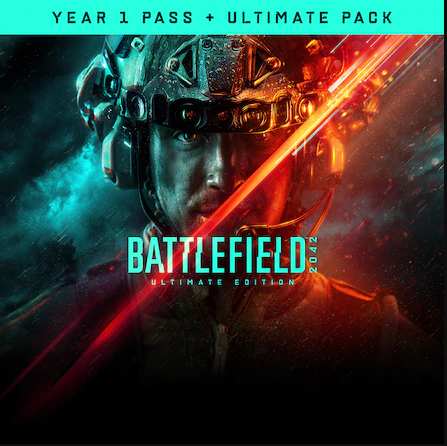 YEAR 1 PASS + ULTIMATE PACK
BATTLEFIELD 2042
ULTIMATE EDITION